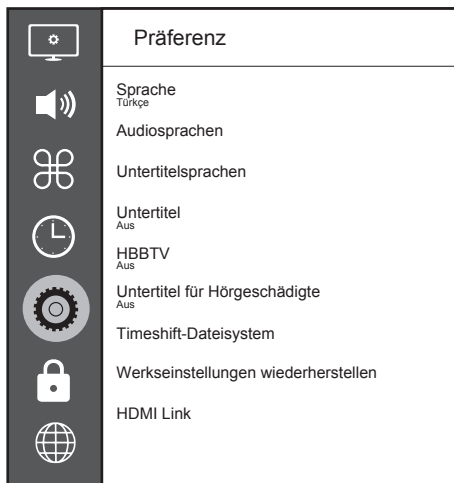 Präferenz
Sprache
Türkçe
Audiosprachen
Untertitelsprachen
Untertitel
Aus
HBBTV
Aus
Untertitel für Hörgeschädigte
Aus
Timeshift-Dateisystem
Werkseinstellungen wiederherstellen
HDMI Link